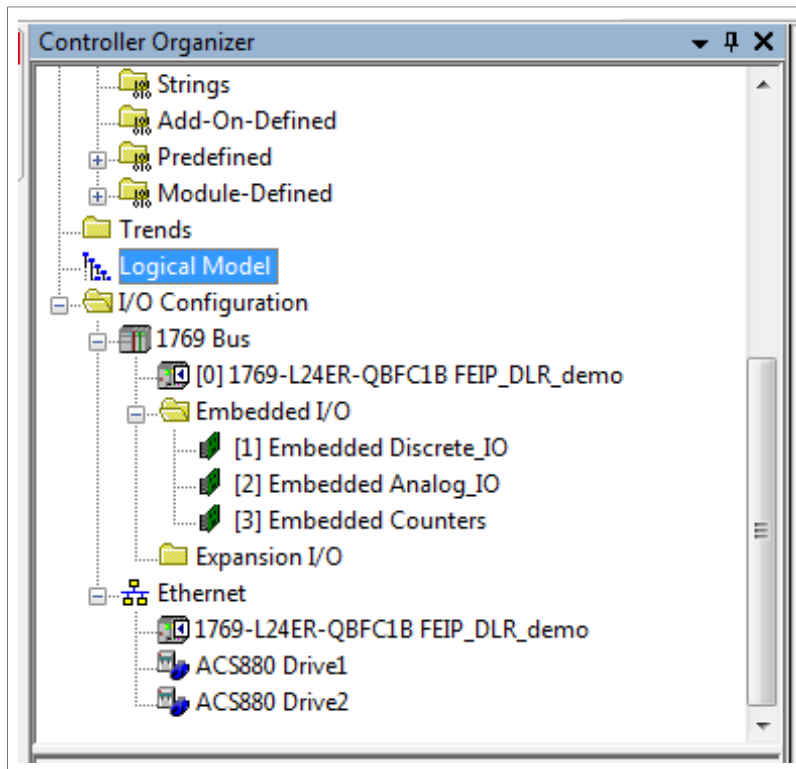 Controller Organizer
Strings
Add-On-Defined
Predefined
Module-Defined
Trends
Logical Model
I/O Configuration
1769 Bus
[0] 1769-L24ER-QBFC1B FEIP_DLR_demo
Embedded I/O
[1] Embedded Discrete_IO
[2] Embedded Analog_IO
[3] Embedded Counters
Expansion I/O
Ethernet
1769-L24ER-QBFC1B FEIP_DLR_demo
ACS880 Drive1
ACS880 Drive2